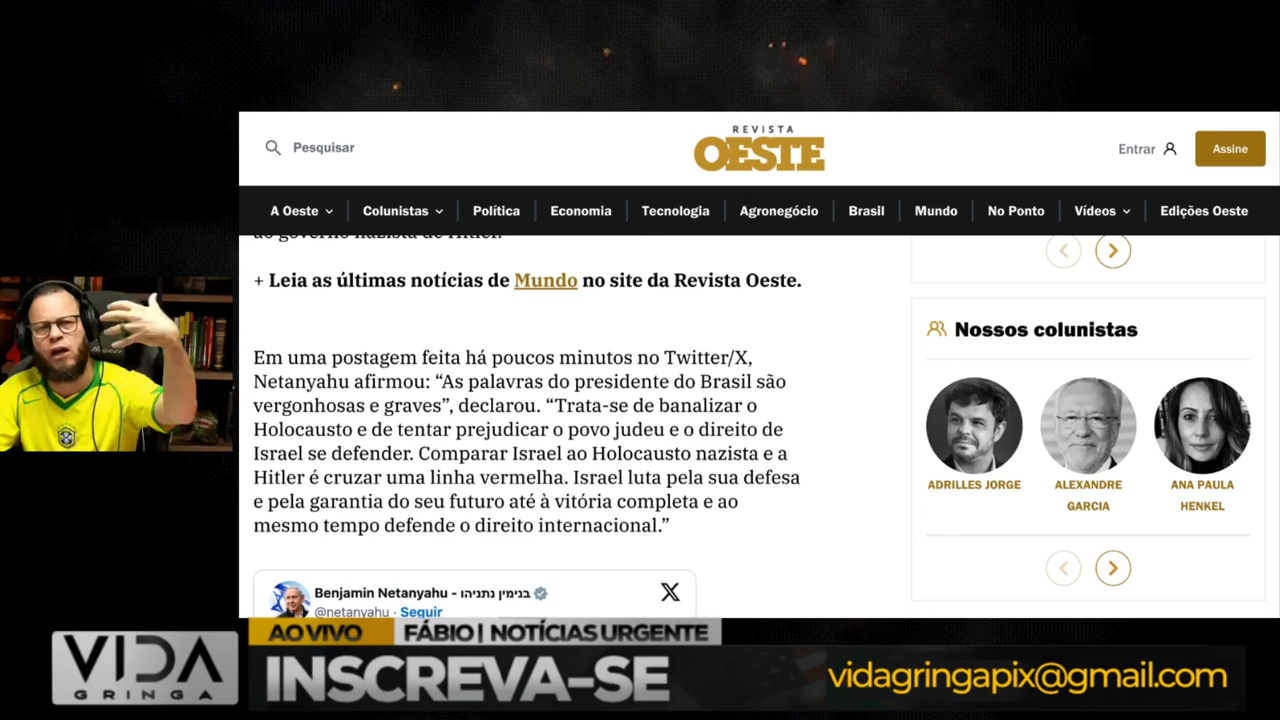 REVISTA
OESTE
Pesquisar
Entrar
Assine
A Oeste
Colunistas
Política
Economia
Tecnologia
Agronegócio
Brasil
Mundo
No Ponto
Vídeos
Edições Oeste
ao governo nazista de Hitler.
+ Leia as últimas notícias de Mundo no site da Revista Oeste.
Em uma postagem feita há poucos minutos no Twitter/X,
Netanyahu afirmou: “As palavras do presidente do Brasil são
vergonhosas e graves”, declarou. “Trata-se de banalizar o
Holocausto e de tentar prejudicar o povo judeu e o direito de
Israel se defender. Comparar Israel ao Holocausto nazista e a
Hitler é cruzar uma linha vermelha. Israel luta pela sua defesa
e pela garantia do seu futuro até à vitória completa e ao
mesmo tempo defende o direito internacional.”
Benjamin Netanyahu - בנימין נתניהו
@netanyahu · Seguir
Nossos colunistas
ADRILLES JORGE
ALEXANDRE
GARCIA
ANA PAULA
HENKEL
VIDA
GRINGA
AO VIVO
FÁBIO | NOTÍCIAS URGENTE
INSCREVA-SE
vidagringapix@gmail.com